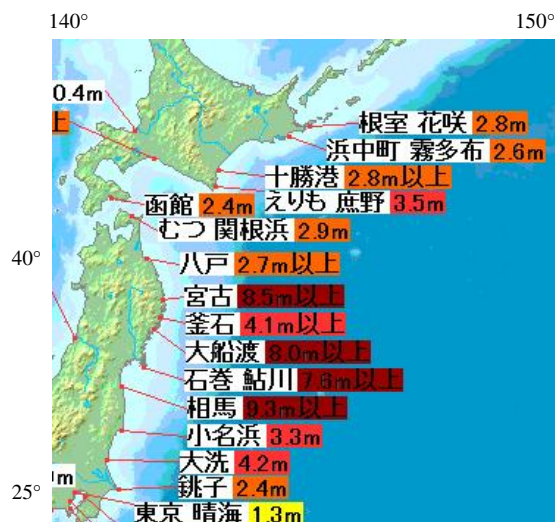 140° 150°
0.4m
上
根室 花咲 2.8m
浜中町 霧多布 2.6m
十勝港 2.8m以上
えりも 庶野 3.5m
函館 2.4m
むつ 関根浜 2.9m
40°
八戸 2.7m以上
宮古 8.5m以上
釜石 4.1m以上
大船渡 8.0m以上
石巻 鮎川 7.6m以上
相馬 9.3m以上
小名浜 3.3m
大洗 4.2m
m
25°
銚子 2.4m
東京 晴海 1.3m